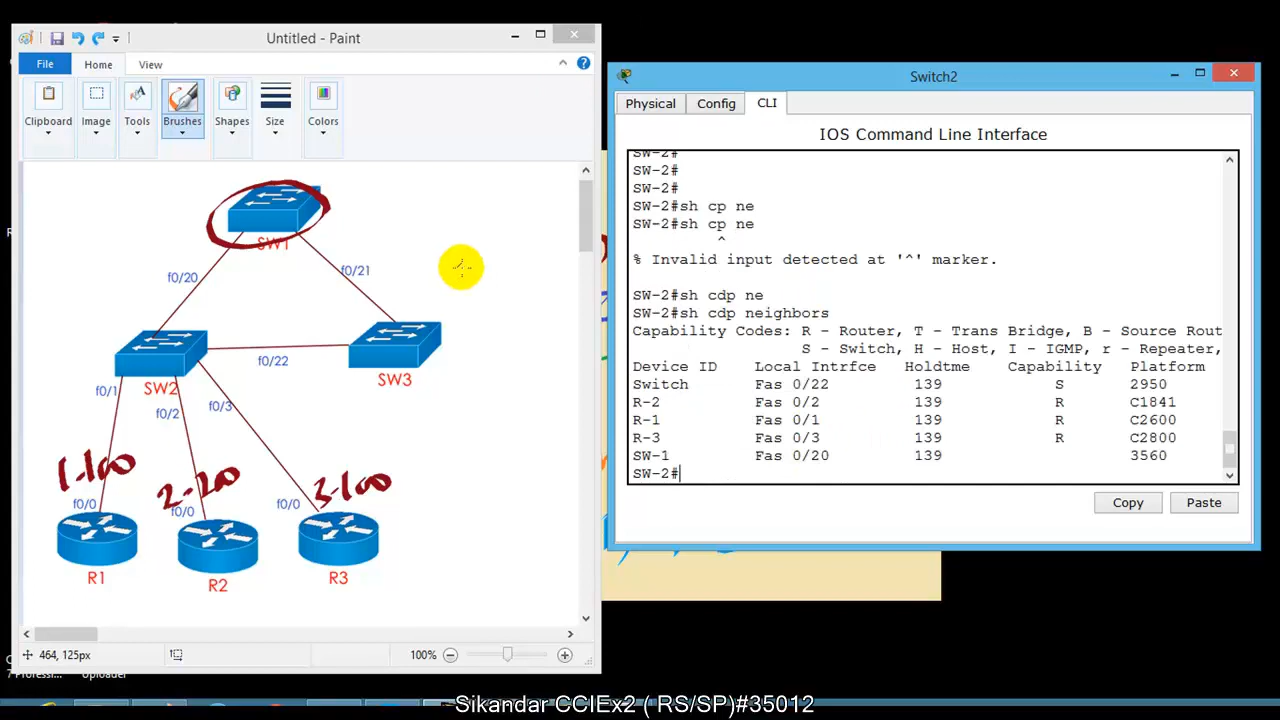 Untitled - Paint
File
Home
View
Clipboard
Image
Tools
Brushes
Shapes
Size
Colors
SW1
f0/20
f0/21
SW2
f0/22
SW3
f0/1
f0/2
f0/3
1-100
2-200
3-100
f0/0
f0/0
f0/0
R1
R2
R3
464, 125px
100%
Switch2
Physical
Config
CLI
IOS Command Line Interface
SW-2#
SW-2#
SW-2#
SW-2#sh cp ne
SW-2#sh cp ne
^
% Invalid input detected at '^' marker.
SW-2#sh cdp ne
SW-2#sh cdp neighbors
Capability Codes: R - Router, T - Trans Bridge, B - Source Rout
S - Switch, H - Host, I - IGMP, r - Repeater,
Device ID Local Intrfce Holdtme Capability Platform
Switch Fas 0/22 139 S 2950
R-2 Fas 0/2 139 R C1841
R-1 Fas 0/1 139 R C2600
R-3 Fas 0/3 139 R C2800
SW-1 Fas 0/20 139 3560
SW-2#
Copy
Paste
7 Professi...
Uploader
Sikandar CCIEx2 ( RS/SP)#35012